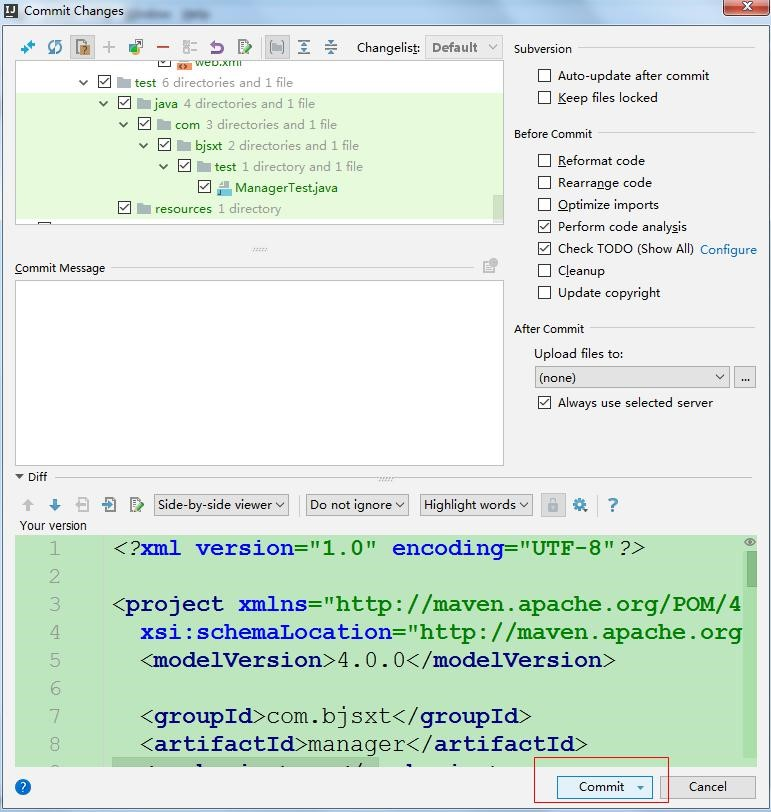 Commit Changes
Changelist: Default
web.xml
test 6 directories and 1 file
java 4 directories and 1 file
com 3 directories and 1 file
bjsxt 2 directories and 1 file
test 1 directory and 1 file
ManagerTest.java
resources 1 directory
Commit Message
Subversion
Auto-update after commit
Keep files locked
Before Commit
Reformat code
Rearrange code
Optimize imports
Perform code analysis
Check TODO (Show All) Configure
Cleanup
Update copyright
After Commit
Upload files to:
(none) ...
Always use selected server
Diff
Side-by-side viewer Do not ignore Highlight words ?
Your version
1 <?xml version="1.0" encoding="UTF-8"?>
2
3 <project xmlns="http://maven.apache.org/POM/4
4 xsi:schemaLocation="http://maven.apache.org
5 <modelVersion>4.0.0</modelVersion>
6
7 <groupId>com.bjsxt</groupId>
8 <artifactId>manager</artifactId>
? Commit Cancel